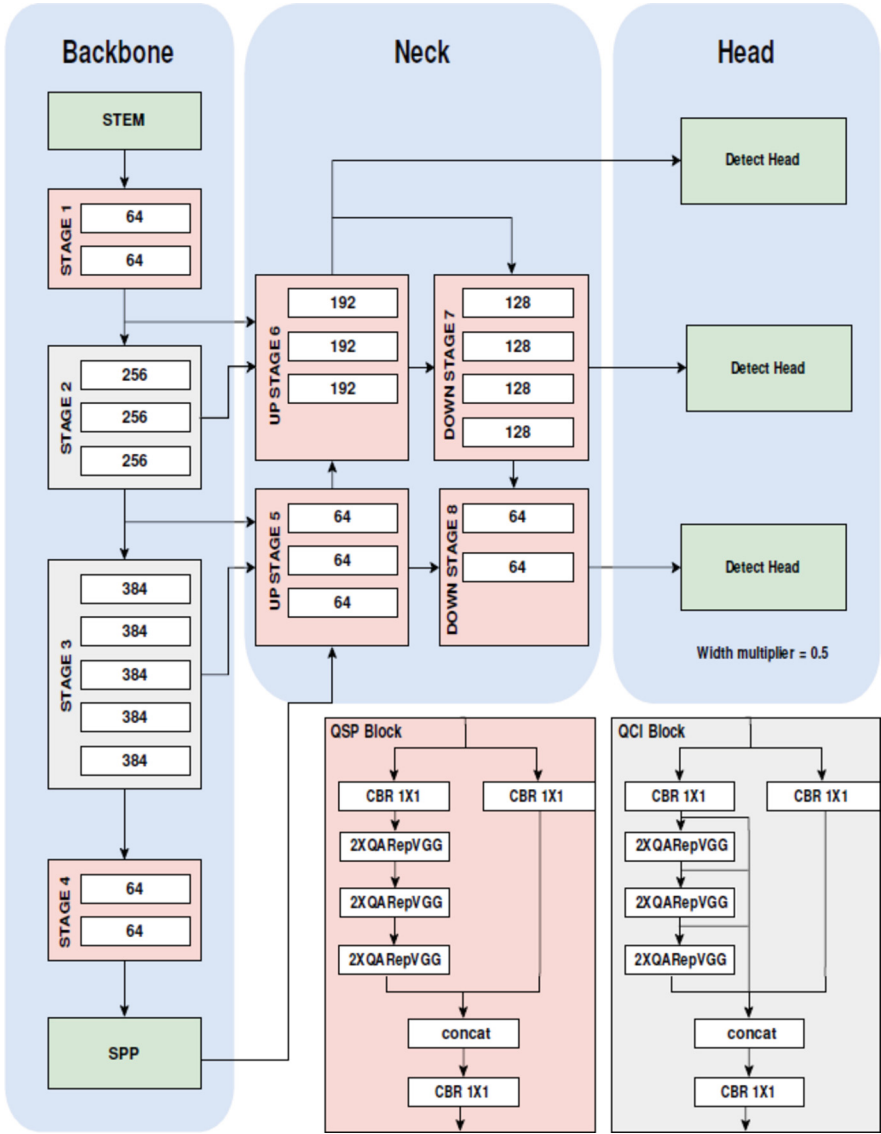 Backbone
Neck
Head
STEM
STAGE 1
64
64
STAGE 2
256
256
256
STAGE 3
384
384
384
384
384
STAGE 4
64
64
SPP
UP STAGE 6
192
192
192
UP STAGE 5
64
64
64
DOWN STAGE 7
128
128
128
128
DOWN STAGE 8
64
64
Detect Head
Detect Head
Detect Head
Width multiplier = 0.5
QSP Block
CBR 1X1
CBR 1X1
2XQARepVGG
2XQARepVGG
2XQARepVGG
concat
CBR 1X1
QCI Block
CBR 1X1
CBR 1X1
2XQARepVGG
2XQARepVGG
2XQARepVGG
concat
CBR 1X1